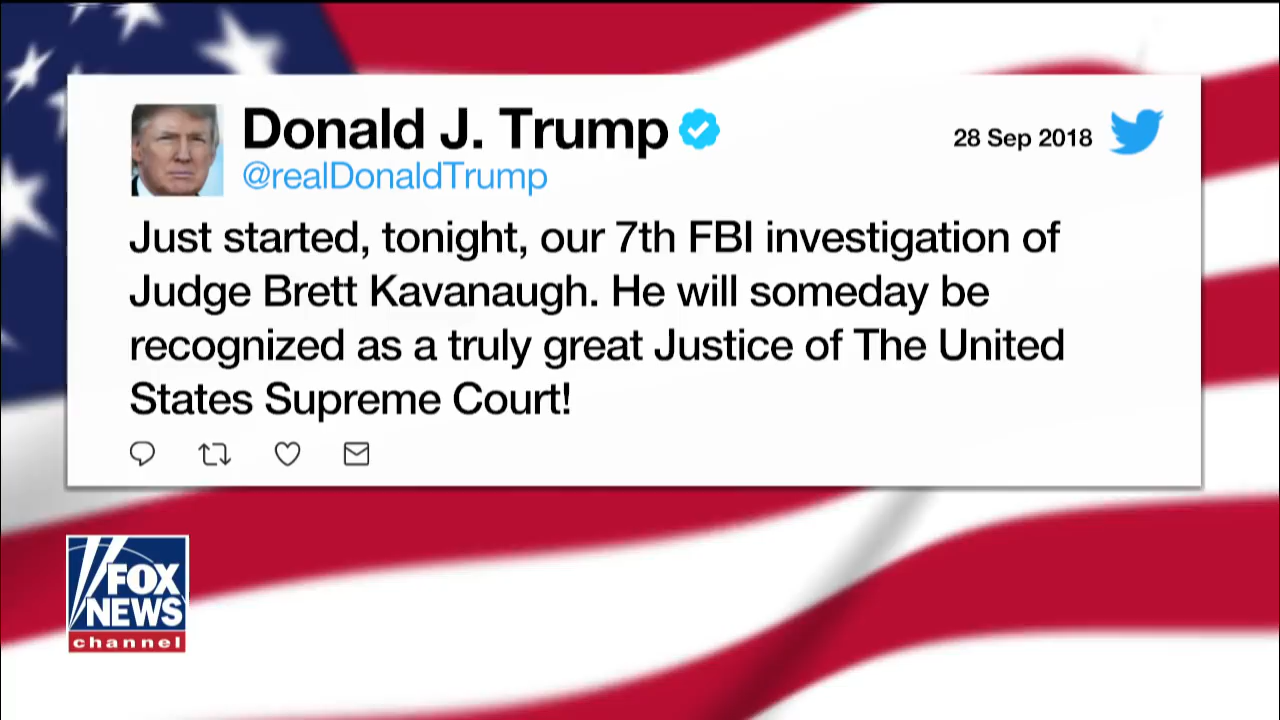 Donald J. Trump
@realDonaldTrump
28 Sep 2018
Just started, tonight, our 7th FBI investigation of
Judge Brett Kavanaugh. He will someday be
recognized as a truly great Justice of The United
States Supreme Court!
FOX
NEWS
channel